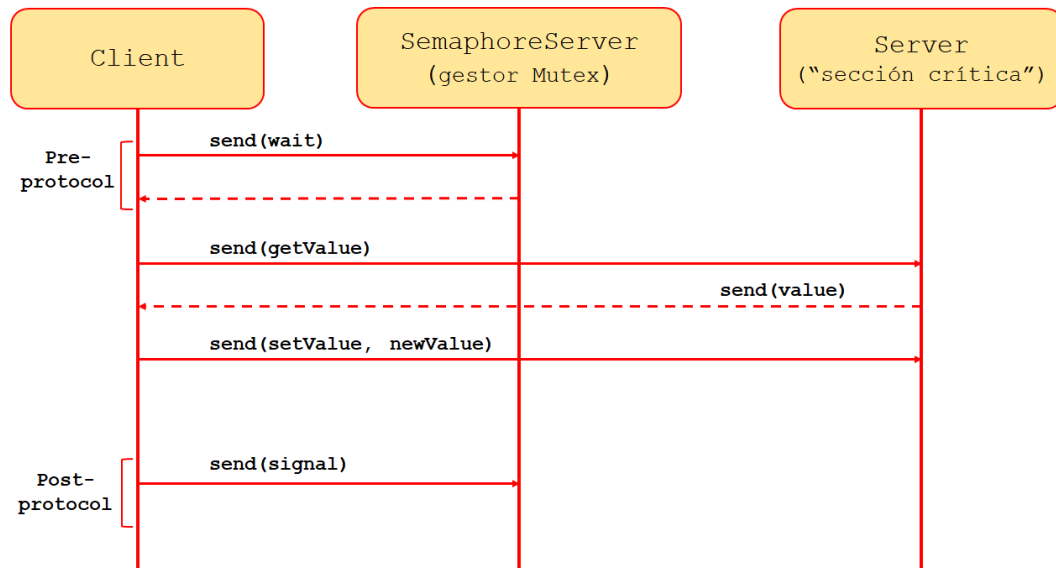 Client
SemaphoreServer
(gestor Mutex)
Server
(“sección crítica”)
Pre-
protocol
send(wait)
send(getValue)
send(value)
send(setValue, newValue)
Post-
protocol
send(signal)